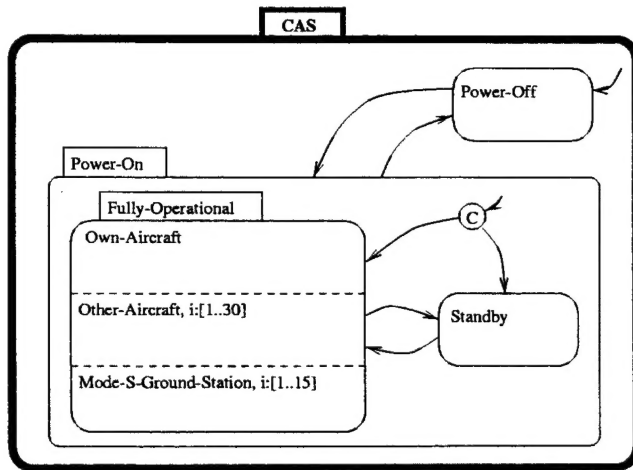 CAS
Power-Off
Power-On
Fully-Operational
Own-Aircraft
C
Other-Aircraft, i:[1..30]
Standby
Mode-S-Ground-Station, i:[1..15]